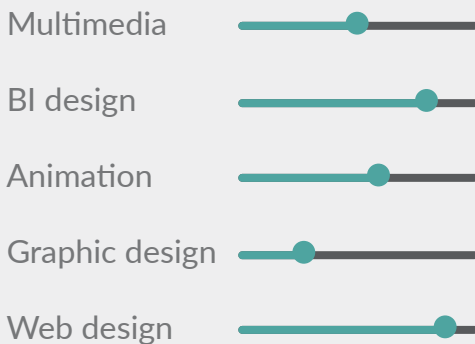 Multimedia
BI design
Animation
Graphic design
Web design